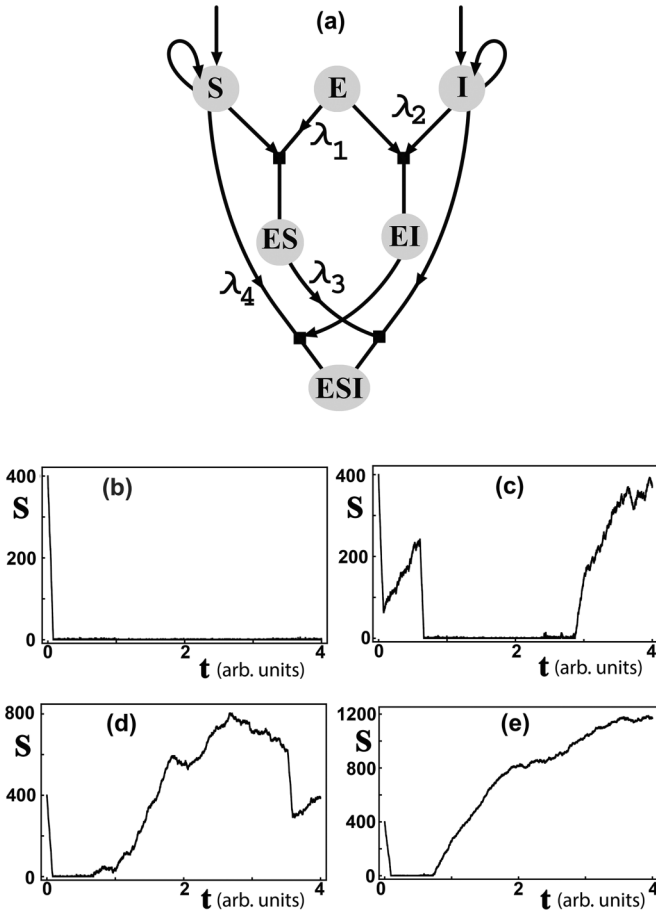 (a)
S E I
λ1 λ2
ES EI
λ4 λ3
ESI
400 (b)
S
200
0
0 2 4
t (arb. units)
400 (c)
S
200
0
0 2 4
t (arb. units)
800 (d)
S
400
0
0 2 4
t (arb. units)
1200 (e)
S
800
400
0
0 2 4
t (arb. units)